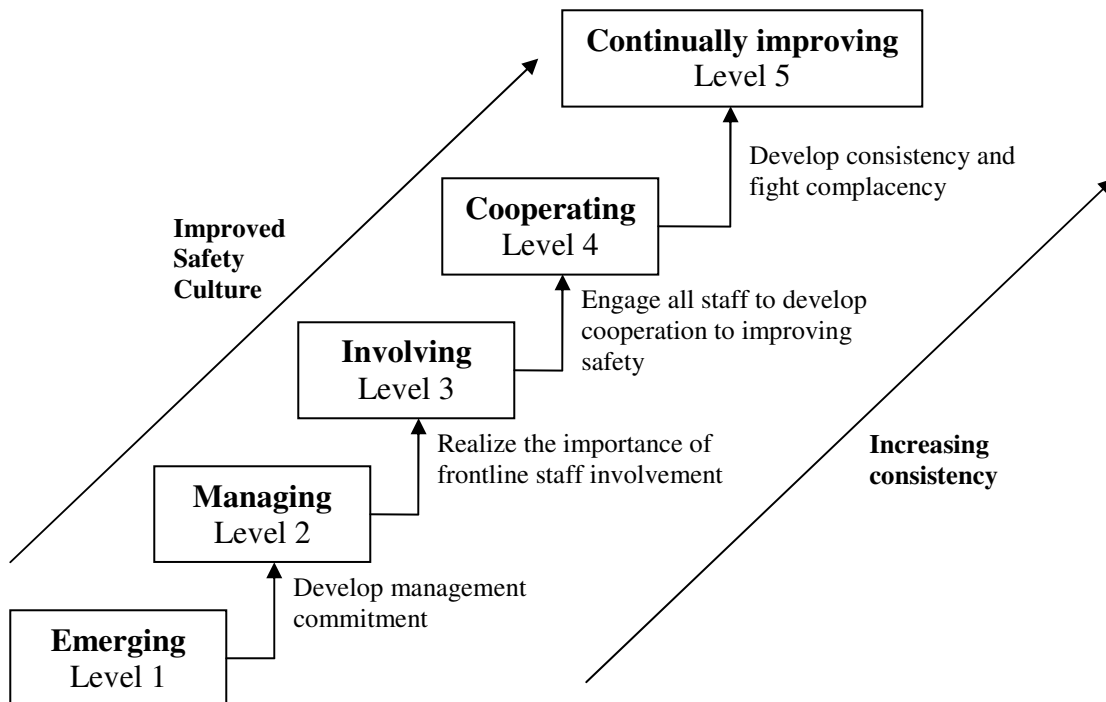 Continually improving
Level 5
Develop consistency and
fight complacency
Cooperating
Level 4
Improved
Safety
Culture
Engage all staff to develop
cooperation to improving
safety
Involving
Level 3
Realize the importance of
frontline staff involvement
Increasing
consistency
Managing
Level 2
Develop management
commitment
Emerging
Level 1